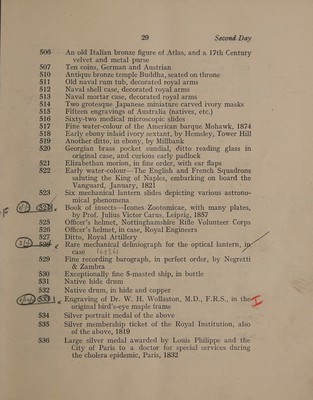 29
Second Day
506 An old Italian bronze figure of Atlas, and a 17th Century
velvet and metal purse
507 Ten coins, German and Austrian
510 Antique bronze temple Buddha, seated on throne
511 Old naval rum tub, decorated royal arms
512 Naval shell case, decorated royal arms
513 Naval mortar case, decorated royal arms
514 Two grotesque Japanese miniature carved ivory masks
515 Fifteen engravings of Australia (natives, etc.)
516 Sixty-two medical microscopic slides
517 Fine water-colour of the American barque Mohawk, 1874
518 Early ebony inlaid ivory sextant, by Hemsley, Tower Hill
519 Another ditto, in ebony, by Millbank
520 Georgian brass pocket sundial, ditto reading glass in
original case, and curious early padlock
521 Elizabethan morion, in fine order, with ear flaps
522 Early water-colour—The English and French Squadrons
saluting the King of Naples, embarking on board the
Vanguard, January, 1821
523 Six mechanical lantern slides depicting various astrono-
mical phenomena
524 Book of insects—Icones Zootomicae, with many plates,
by Prof. Julius Victor Carus, Leipzig, 1857
525 Officer's helmet, Nottinghamshire Rifle Volunteer Corps
526 Officer's helmet, in case, Royal Engineers
527 Ditto, Royal Artillery
528 Rare mechanical deliniograph for the optical lantern, in
case
529 Fine recording barograph, in perfect order, by Negretti
& Zambra
530 Exceptionally fine 5-masted ship, in bottle
531 Native hide drum
532 Native drum, in hide and copper
533 Engraving of Dr. W. H. Wollaston, M.D., F.R.S., in the
original bird's-eye maple frame
534 Silver portrait medal of the above
535 Silver membership ticket of the Royal Institution, also
of the above, 1819
536 Large silver medal awarded by Louis Philippe and the
City of Paris to a doctor for special services during
the cholera epidemic, Paris, 1832